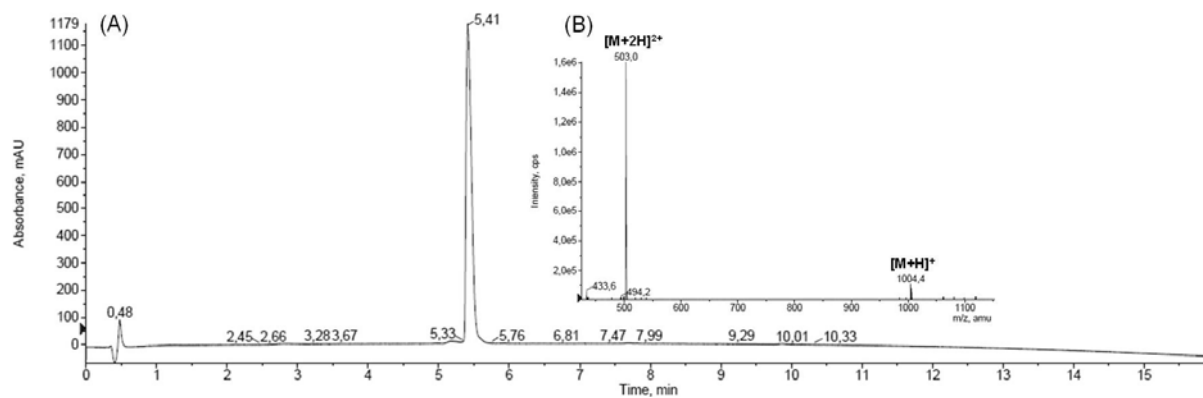 (A)
1179
1100
1000
900
800
700
600
500
400
300
200
100
0
Absorbance, mAU
0,48
2,45
2,66
3,28
3,67
5,33
5,41
5,76
6,81
7,47
7,99
9,29
10,01
10,33
0 1 2 3 4 5 6 7 8 9 10 11 12 13 14 15
Time, min
(B)
[M+2H]²⁺
503,0
1,6e6
1,4e6
1,2e6
1,0e6
8,0e5
6,0e5
4,0e5
2,0e5
Inensity, cps
433,6
494,2
[M+H]⁺
1004,4
500 600 700 800 900 1000 1100
m/z, amu